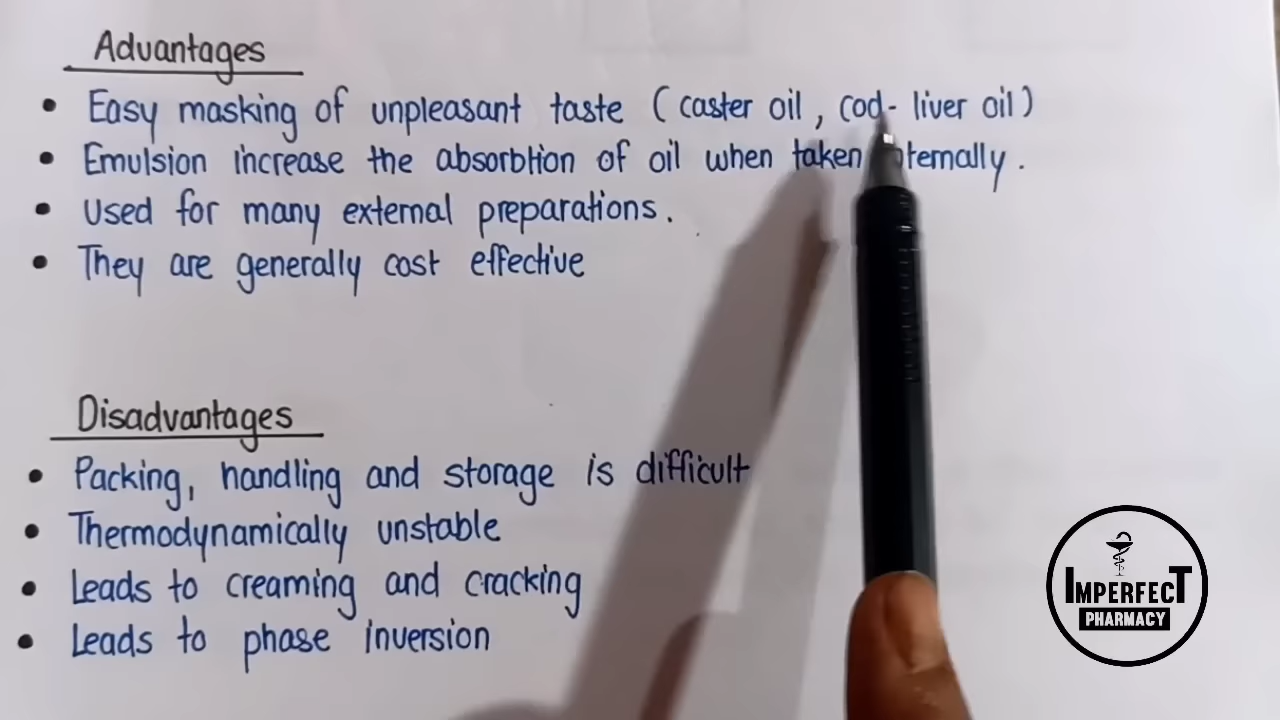 Advantages
• Easy masking of unpleasant taste (caster oil, cod-liver oil)
• Emulsion increase the absorbtion of oil when taken ternally.
• Used for many external preparations.
• They are generally cost effective
Disadvantages
• Packing, handling and storage is difficult
• Thermodynamically unstable
• Leads to creaming and cracking
• Leads to phase inversion
IMPERFECT
PHARMACY